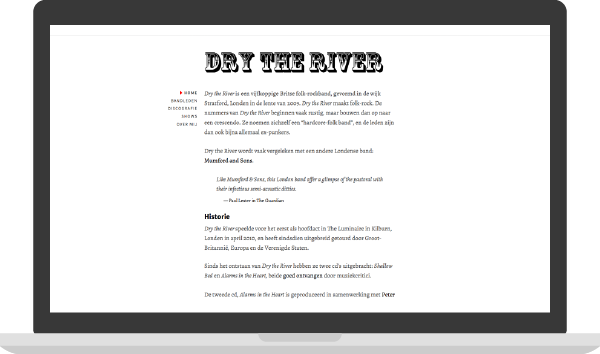 DRY THE RIVER
HOME
BANDLEDEN
DISCOGRAFIE
SHOWS
OVER MIJ
Dry the River is een vijfkoppige Britse folk-rockband, gevormd in de wijk
Stratford, Londen in de lente van 2009. Dry the River maakt folk-rock. De
nummers van Dry the River beginnen vaak rustig, maar bouwen dan op naar
een crescendo. Ze noemen zichzelf een "hardcore-folk band", en de leden zijn
dan ook bijna allemaal ex-punkers.
Dry the River wordt vaak vergeleken met een andere Londense band:
Mumford and Sons.
Like Mumford & Sons, this London band offer a glimpse of the pastoral with
their infectious semi-acoustic ditties.
— Paul Lester in The Guardian
Historie
Dry the River speelde voor het eerst als hoofdact in The Luminaire in Kilburn,
Londen in april 2010, en heeft sindsdien uitgebreid getourd door Groot-
Britannië, Europa en de Verenigde Staten.
Sinds het ontstaan van Dry the River hebben ze twee cd's uitgebracht: Shallow
Bed en Alarms in the Heart, beide goed ontvangen door muziekcritici.
De tweede cd, Alarms in the Heart is geproduceerd in samenwerking met Peter